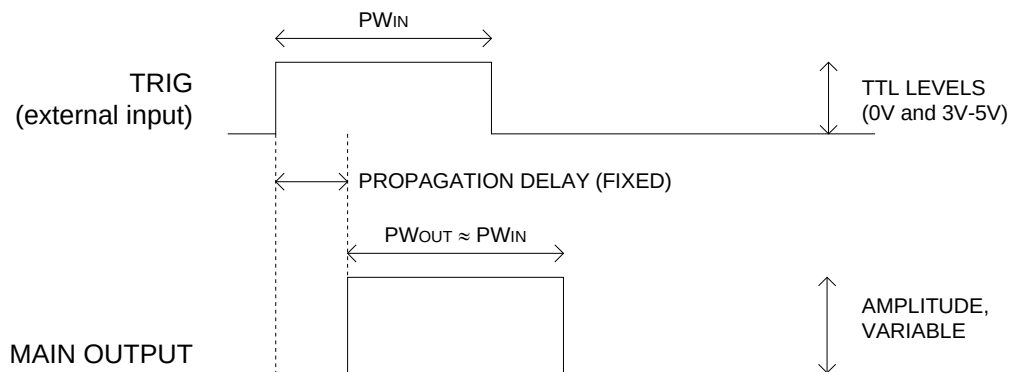 PWIN
TRIG
(external input)
TTL LEVELS
(0V and 3V-5V)
PROPAGATION DELAY (FIXED)
PWOUT ≈ PWIN
AMPLITUDE,
VARIABLE
MAIN OUTPUT